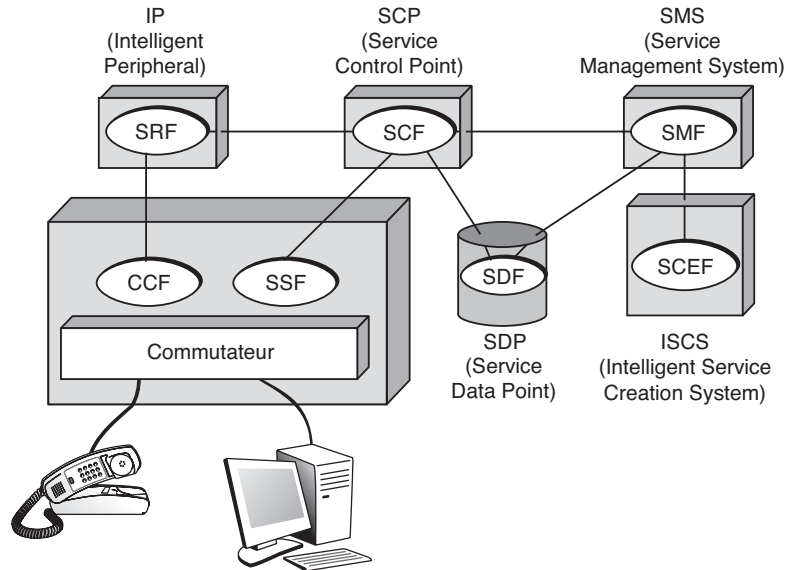 IP
(Intelligent
Peripheral)
SCP
(Service
Control Point)
SMS
(Service
Management System)
SRF
SCF
SMF
CCF
SSF
SDF
SCEF
Commutateur
SDP
(Service
Data Point)
ISCS
(Intelligent Service
Creation System)